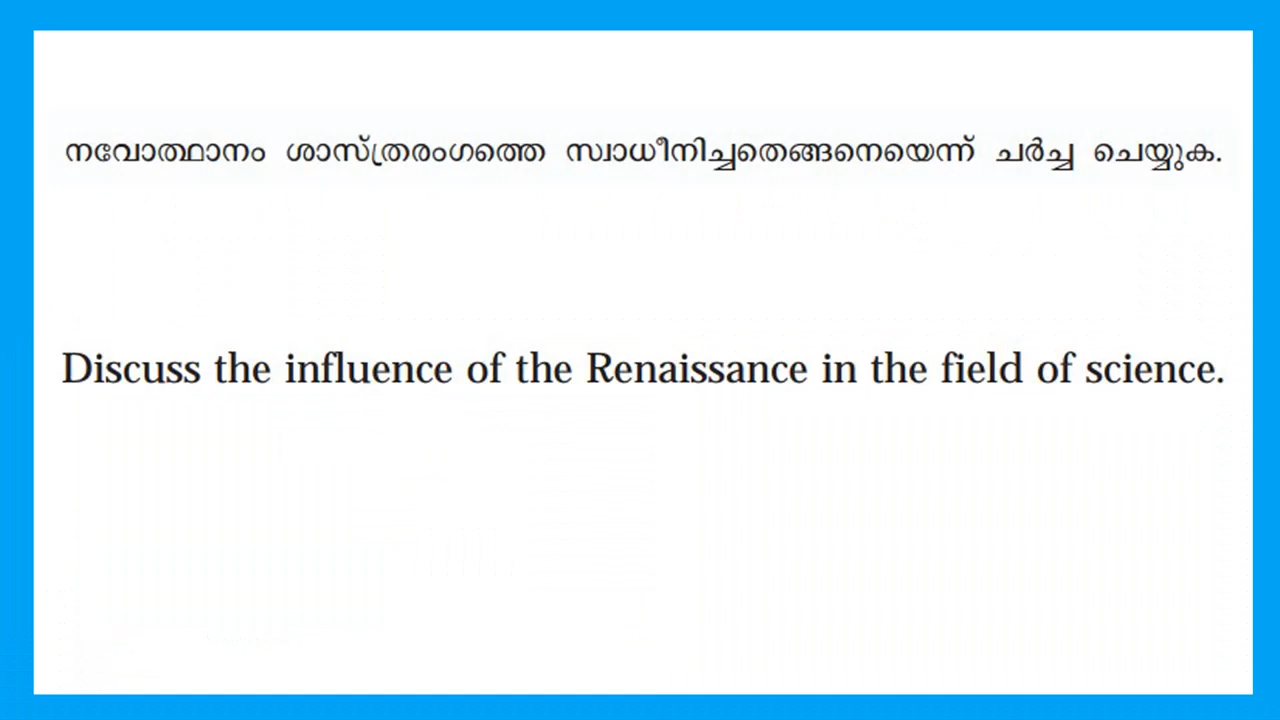 നവോത്ഥാനം ശാസ്ത്രരംഗത്തെ സ്വാധീനിച്ചതെങ്ങനെയെന്ന് ചർച്ച ചെയ്യുക.
Discuss the influence of the Renaissance in the field of science.